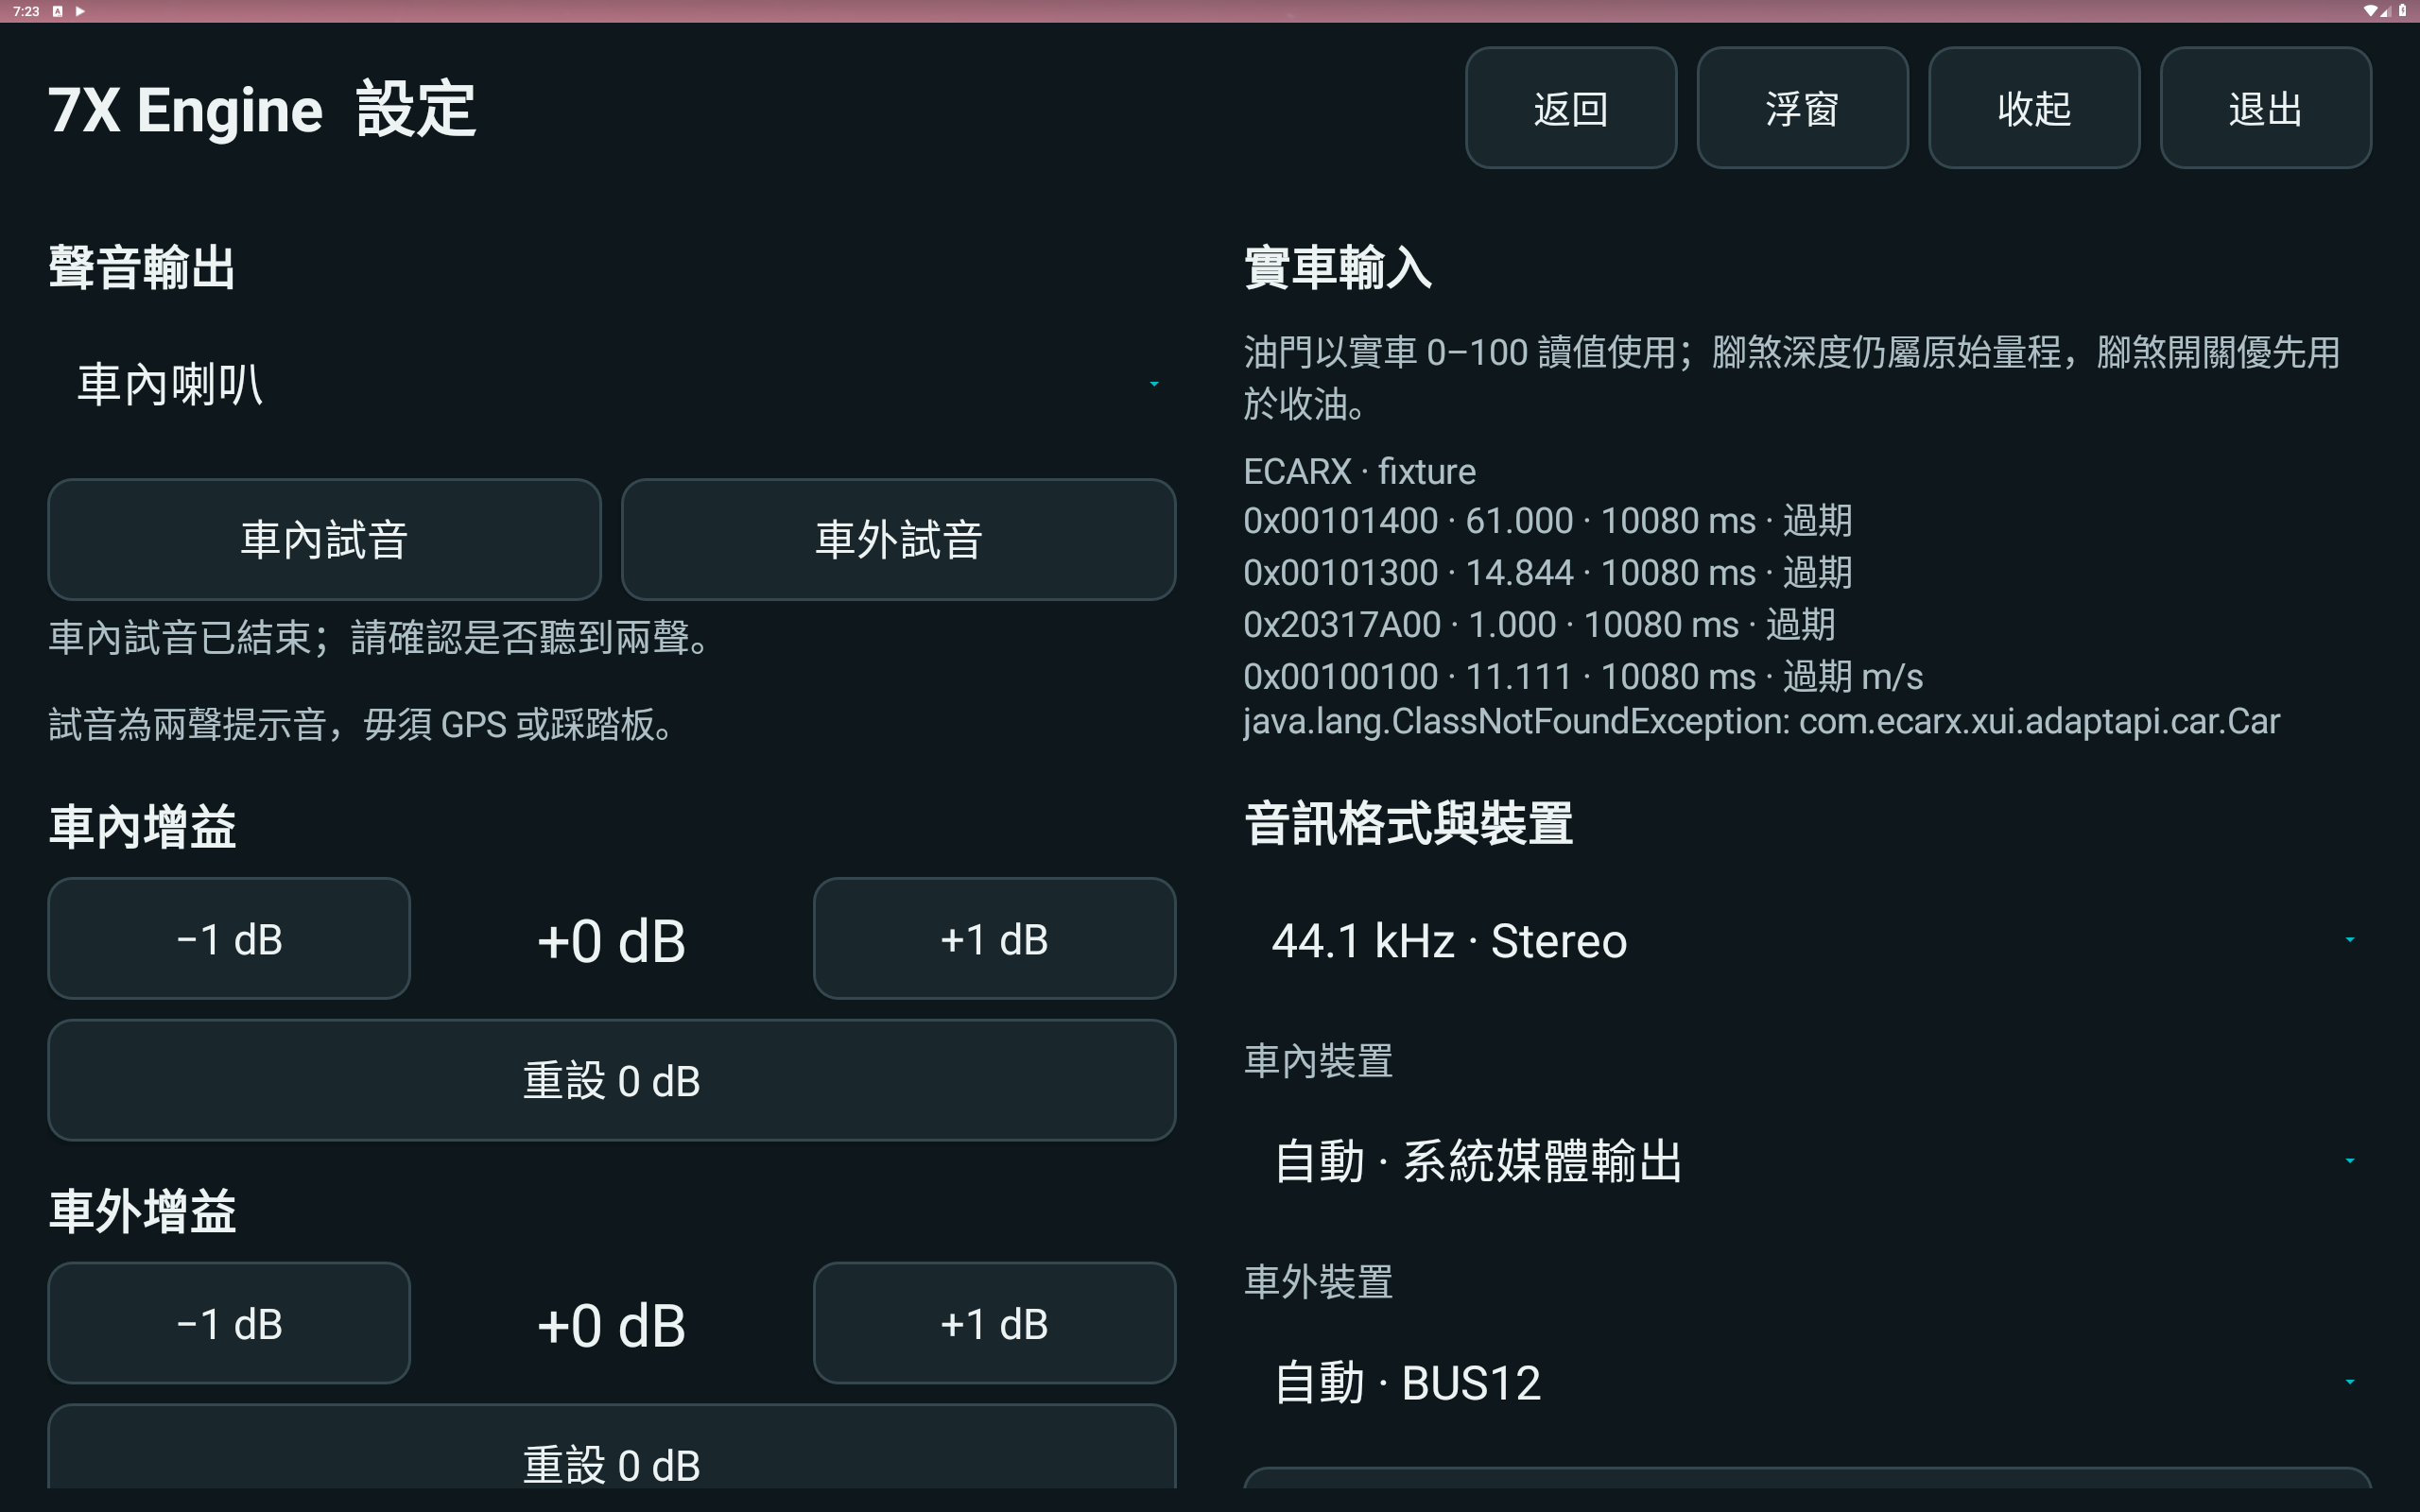 7:23
7X Engine 設定
返回
浮窗
收起
退出
聲音輸出
車內喇叭
車內試音
車外試音
車內試音已結束；請確認是否聽到兩聲。
試音為兩聲提示音，毋須 GPS 或踩踏板。
車內增益
−1 dB
+0 dB
+1 dB
重設 0 dB
車外增益
−1 dB
+0 dB
+1 dB
重設 0 dB
實車輸入
油門以實車 0–100 讀值使用；腳煞深度仍屬原始量程，腳煞開關優先用
於收油。
ECARX · fixture
0x00101400 · 61.000 · 10080 ms · 過期
0x00101300 · 14.844 · 10080 ms · 過期
0x20317A00 · 1.000 · 10080 ms · 過期
0x00100100 · 11.111 · 10080 ms · 過期 m/s
java.lang.ClassNotFoundException: com.ecarx.xui.adaptapi.car.Car
音訊格式與裝置
44.1 kHz · Stereo
車內裝置
自動 · 系統媒體輸出
車外裝置
自動 · BUS12